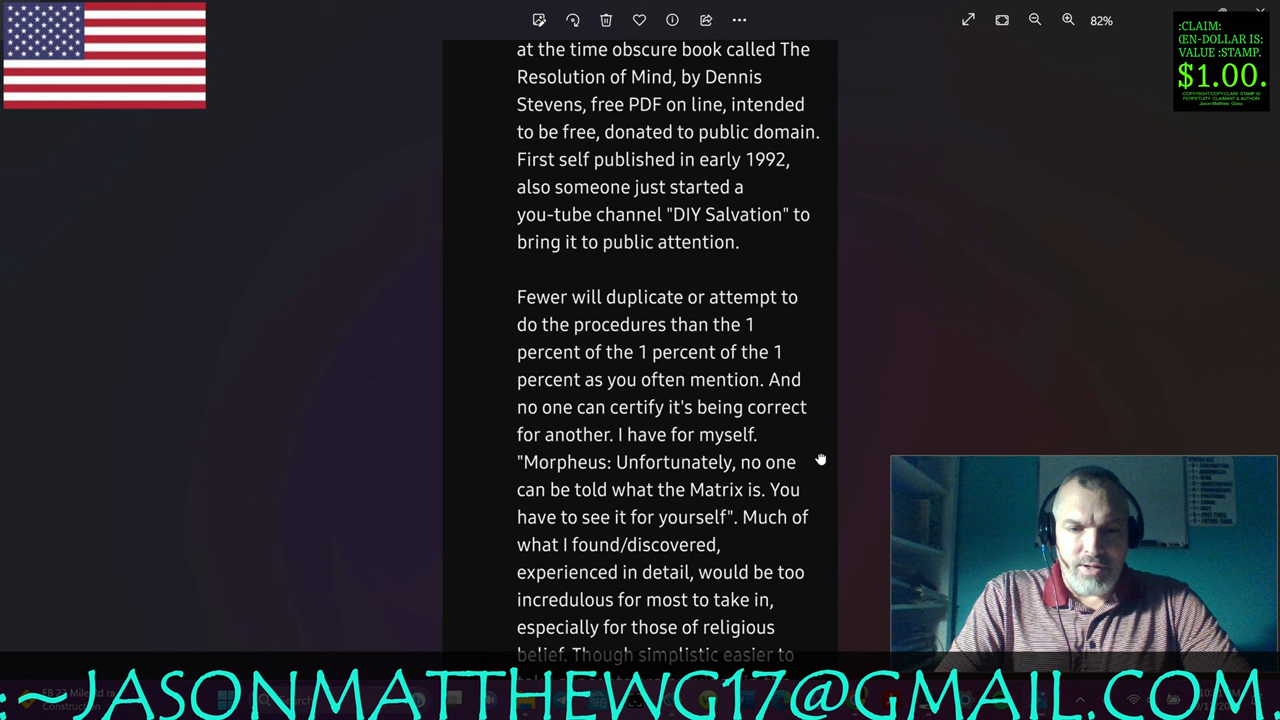 82%
:CLAIM:
ŒN-DOLLAR IS:
VALUE :STAMP.
$1.00.
at the time obscure book called The
Resolution of Mind, by Dennis
Stevens, free PDF on line, intended
to be free, donated to public domain.
First self published in early 1992,
also someone just started a
you-tube channel "DIY Salvation" to
bring it to public attention.
Fewer will duplicate or attempt to
do the procedures than the 1
percent of the 1 percent of the 1
percent as you often mention. And
no one can certify it's being correct
for another. I have for myself.
"Morpheus: Unfortunately, no one
can be told what the Matrix is. You
have to see it for yourself". Much of
what I found/discovered,
experienced in detail, would be too
incredulous for most to take in,
especially for those of religious
belief. Though simplistic easier to
:~JASONMATTHEWG17@GMAIL.COM.